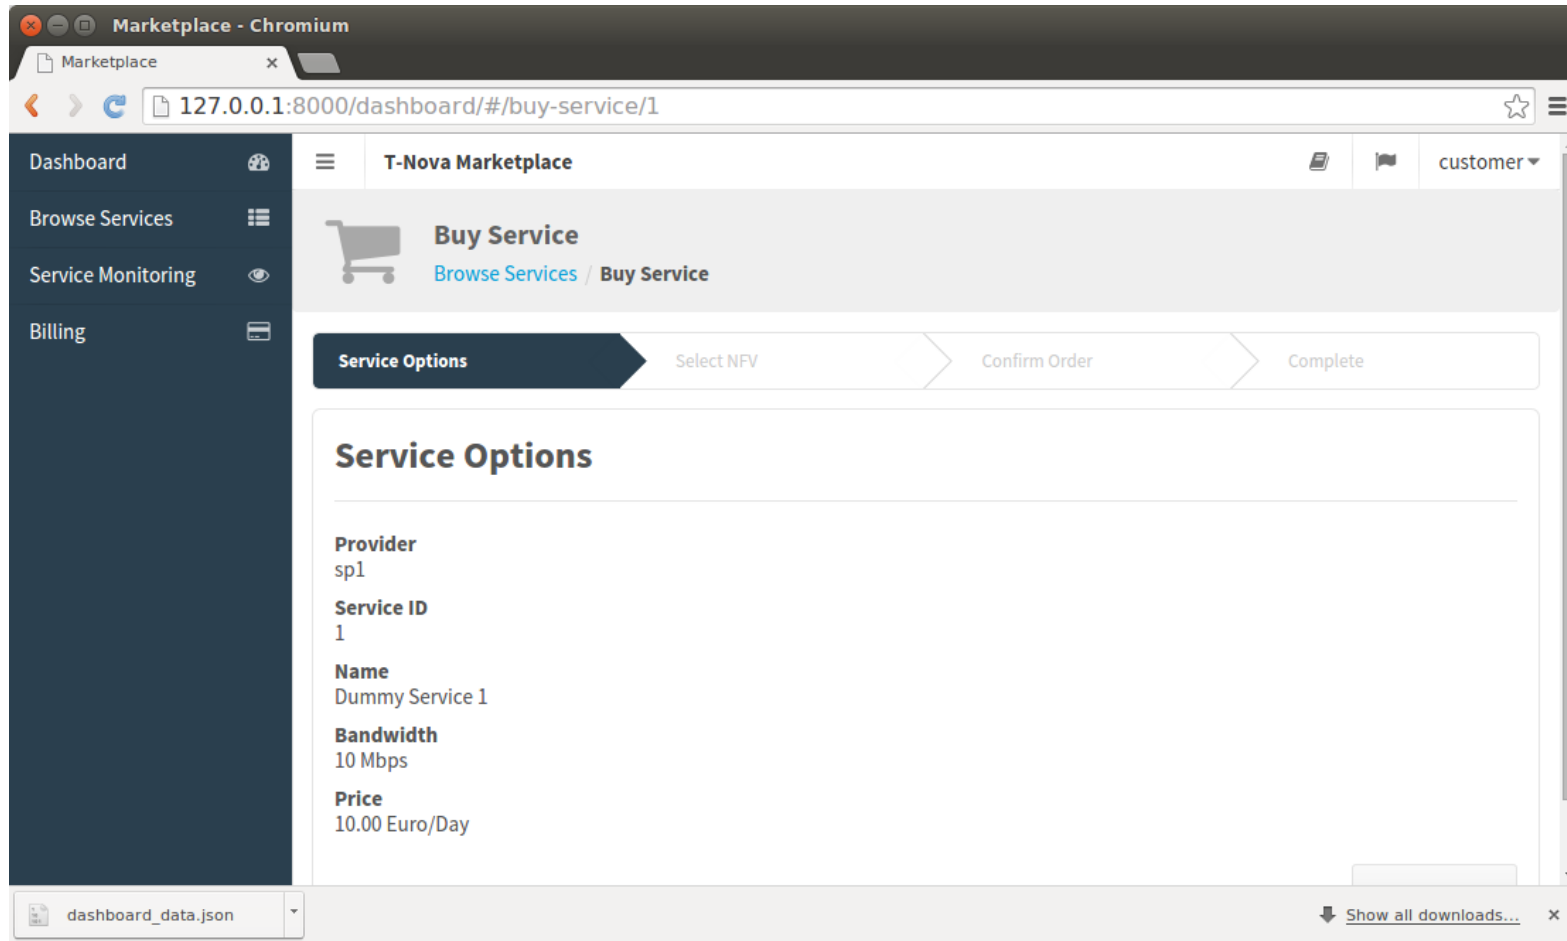 Marketplace - Chromium
Marketplace
127.0.0.1:8000/dashboard/#/buy-service/1
Dashboard
T-Nova Marketplace
customer
Browse Services
Service Monitoring
Billing
Buy Service
Browse Services / Buy Service
Service Options
Select NFV
Confirm Order
Complete
Service Options
Provider
sp1
Service ID
1
Name
Dummy Service 1
Bandwidth
10 Mbps
Price
10.00 Euro/Day
dashboard_data.json
Show all downloads...